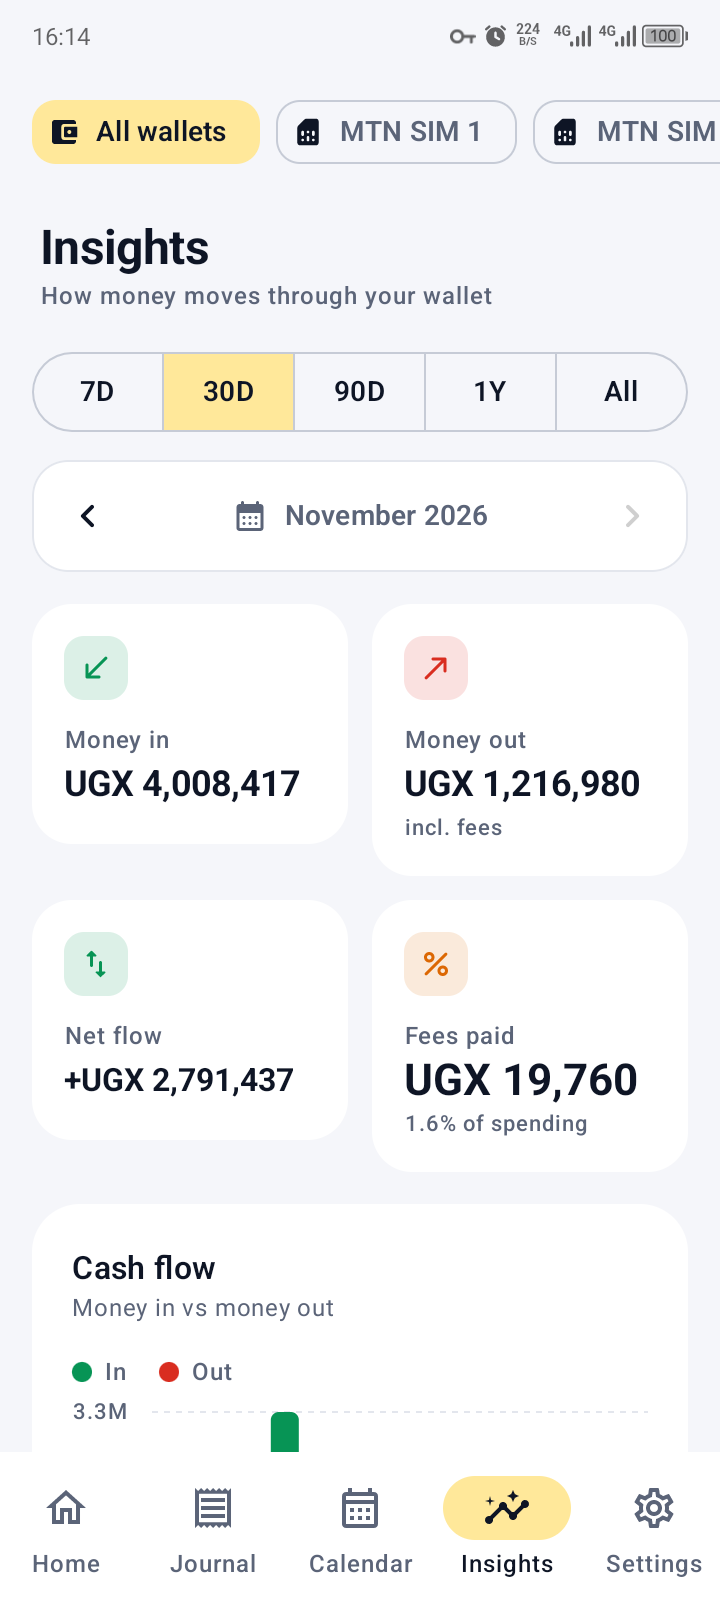 16:14
224 B/S 4G 4G 100
All wallets MTN SIM 1 MTN SIM
Insights
How money moves through your wallet
7D 30D 90D 1Y All
November 2026
Money in
UGX 4,008,417
Money out
UGX 1,216,980
incl. fees
Net flow
+UGX 2,791,437
Fees paid
UGX 19,760
1.6% of spending
Cash flow
Money in vs money out
In Out
3.3M
Home Journal Calendar Insights Settings